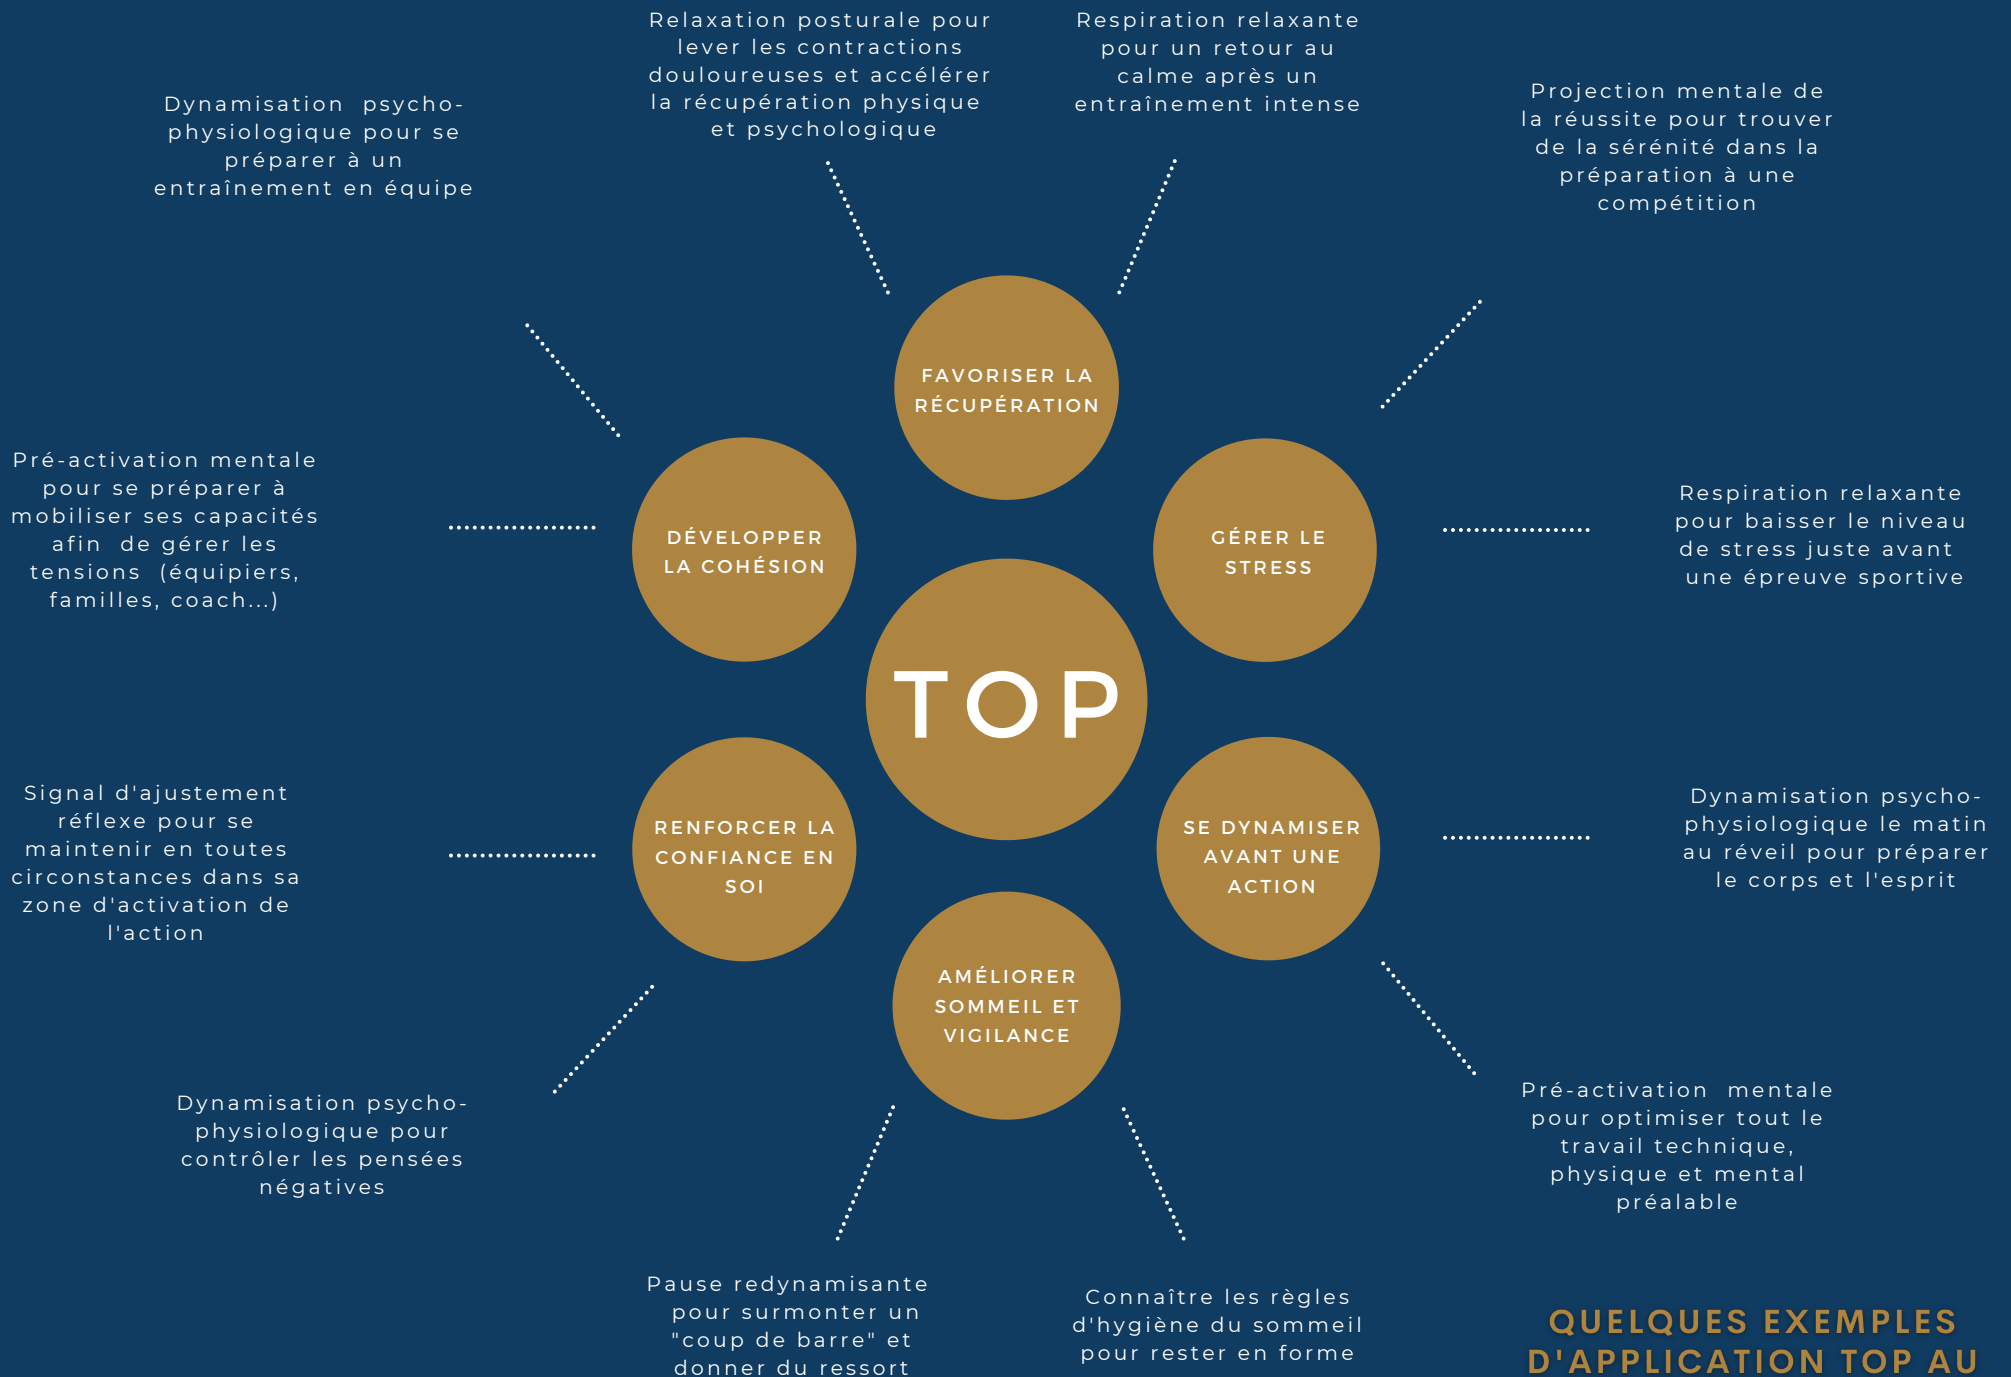 Relaxation posturale pour
lever les contractions
douloureuses et accélérer
la récupération physique
et psychologique
Respiration relaxante
pour un retour au
calme après un
entraînement intense
Dynamisation psycho-
physiologique pour se
préparer à un
entraînement en équipe
Projection mentale de
la réussite pour trouver
de la sérénité dans la
préparation à une
compétition
FAVORISER LA
RÉCUPÉRATION
Pré-activation mentale
pour se préparer à
mobiliser ses capacités
afin de gérer les
tensions (équipiers,
familles, coach...)
DÉVELOPPER
LA COHÉSION
GÉRER LE
STRESS
Respiration relaxante
pour baisser le niveau
de stress juste avant
une épreuve sportive
TOP
Signal d'ajustement
réflexe pour se
maintenir en toutes
circonstances dans sa
zone d'activation de
l'action
RENFORCER LA
CONFIANCE EN
SOI
SE DYNAMISER
AVANT UNE
ACTION
Dynamisation psycho-
physiologique le matin
au réveil pour préparer
le corps et l'esprit
AMÉLIORER
SOMMEIL ET
VIGILANCE
Dynamisation psycho-
physiologique pour
contrôler les pensées
négatives
Pré-activation mentale
pour optimiser tout le
travail technique,
physique et mental
préalable
Pause redynamisante
pour surmonter un
"coup de barre" et
donner du ressort
Connaître les règles
d'hygiène du sommeil
pour rester en forme
QUELQUES EXEMPLES
D'APPLICATION TOP AU